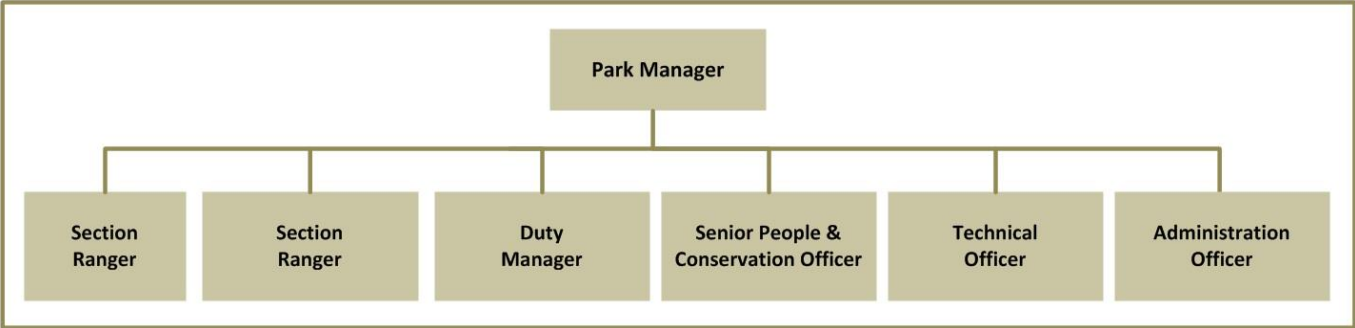 Park Manager
Section
Ranger
Section
Ranger
Duty
Manager
Senior People &
Conservation Officer
Technical
Officer
Administration
Officer